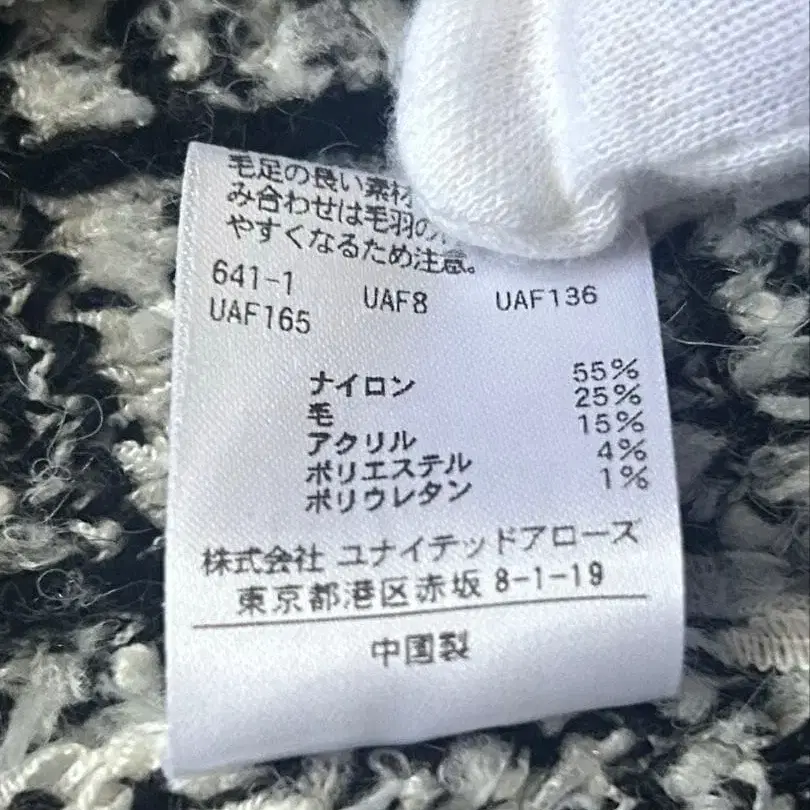 毛足の良い素材
み合わせは毛羽の
やすくなるため注意。
641-1 UAF8 UAF136
UAF165
ナイロン 55%
毛 25%
アクリル 15%
ポリエステル 4%
ポリウレタン 1%
株式会社 ユナイテッドアローズ
東京都港区赤坂 8-1-19
中国製